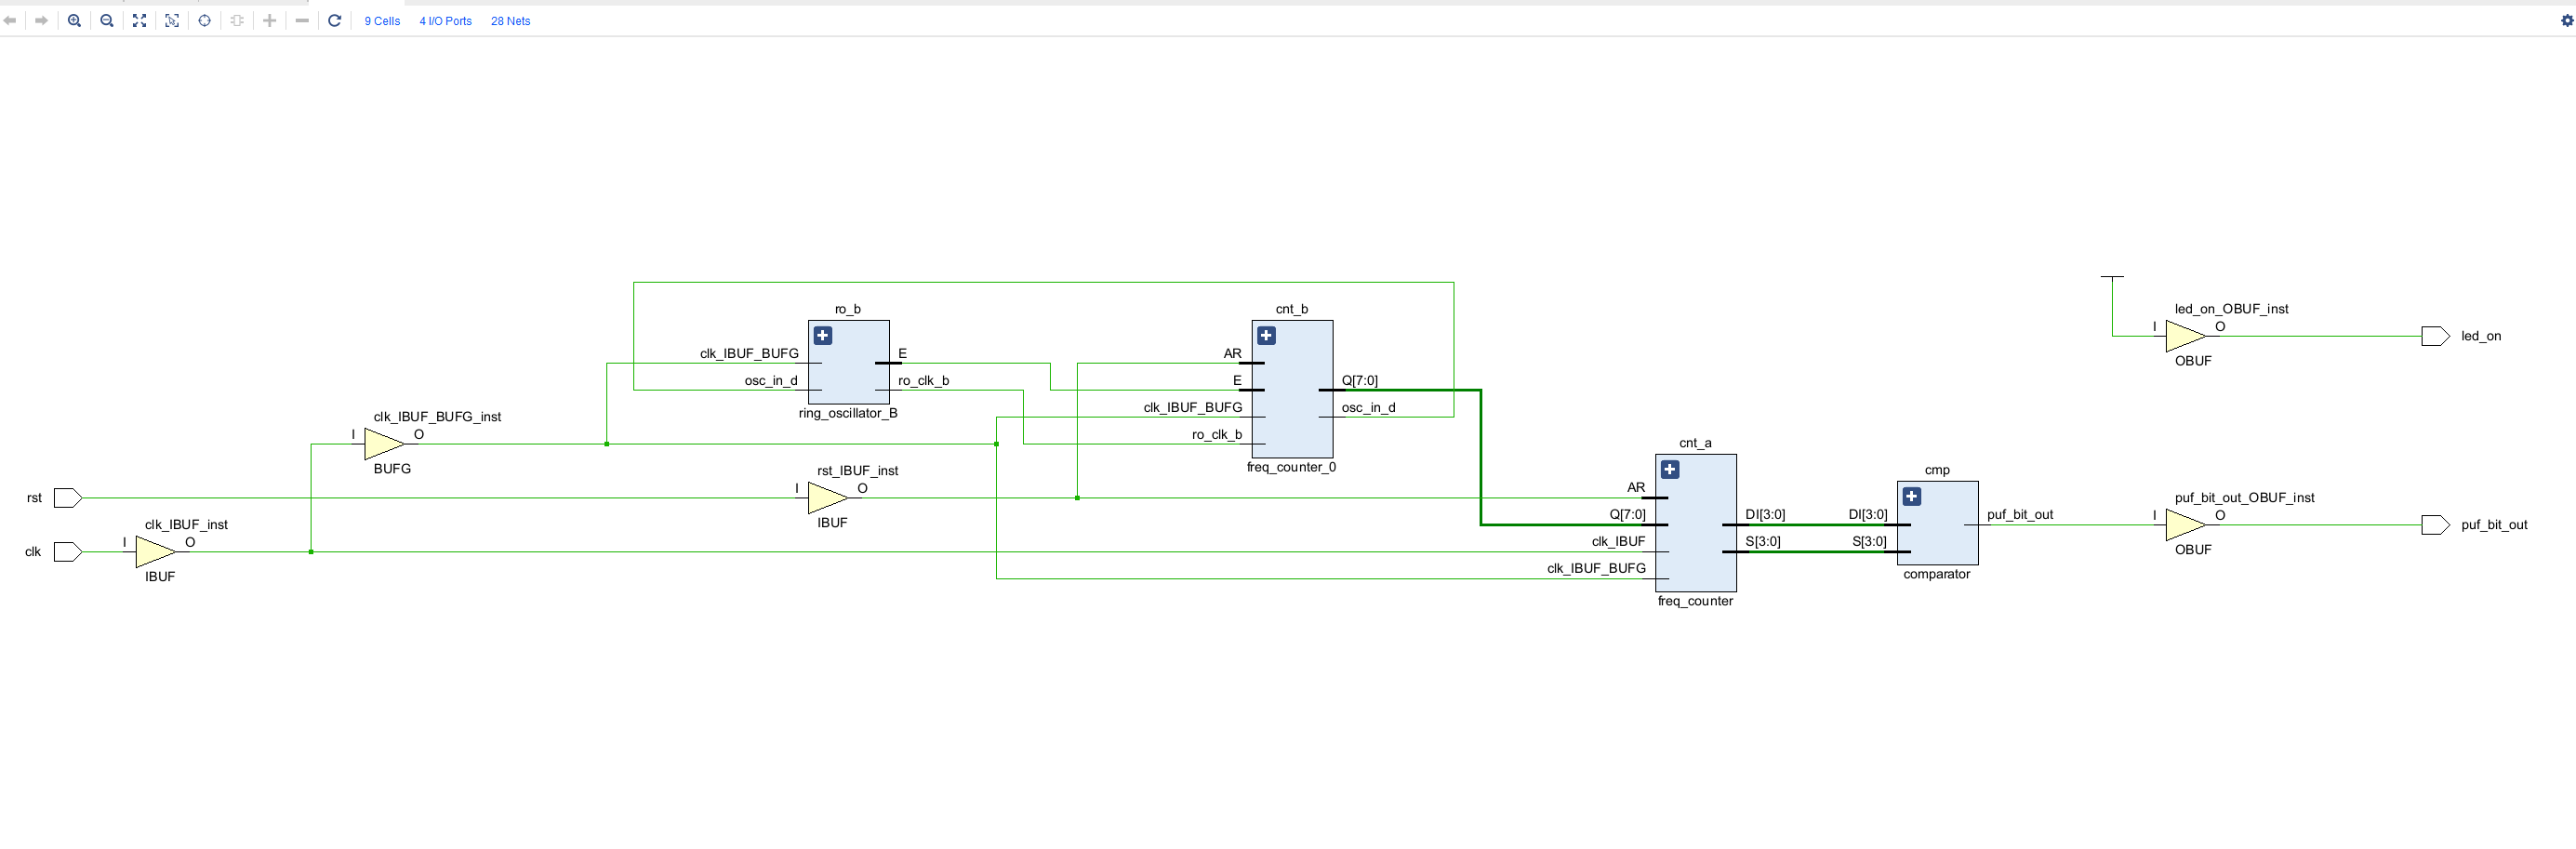 9 Cells 4 I/O Ports 28 Nets
ro_b
clk_IBUF_BUFG
osc_in_d
E
ro_clk_b
ring_oscillator_B
cnt_b
AR
E
clk_IBUF_BUFG
ro_clk_b
Q[7:0]
osc_in_d
freq_counter_0
led_on_OBUF_inst
I
O
OBUF
led_on
clk_IBUF_BUFG_inst
I
O
BUFG
rst
rst_IBUF_inst
I
O
IBUF
clk
clk_IBUF_inst
I
O
IBUF
cnt_a
AR
Q[7:0]
clk_IBUF
clk_IBUF_BUFG
DI[3:0]
S[3:0]
freq_counter
cmp
DI[3:0]
S[3:0]
puf_bit_out
comparator
puf_bit_out_OBUF_inst
I
O
OBUF
puf_bit_out